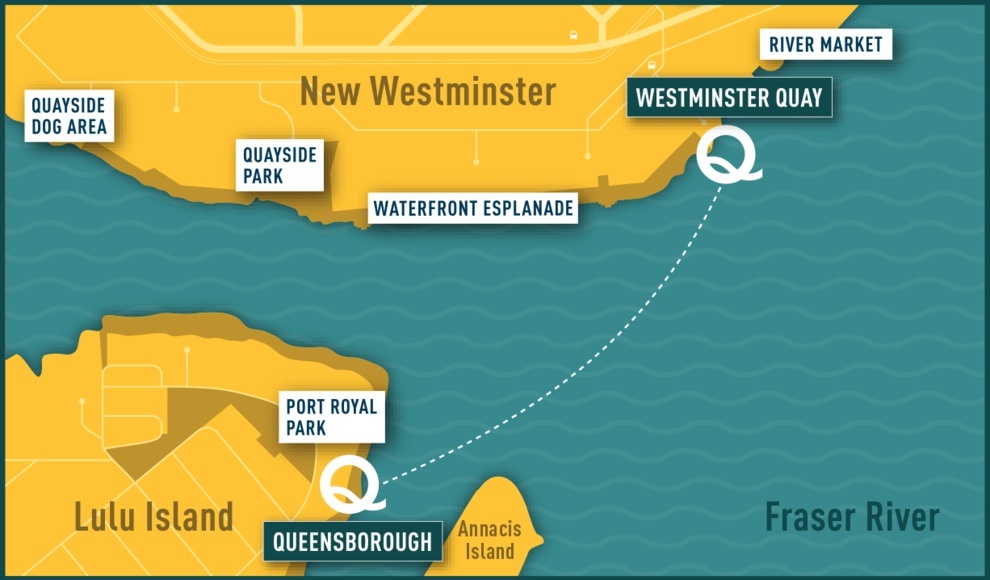 RIVER MARKET
New Westminster
WESTMINSTER QUAY
QUAYSIDE
DOG AREA
Q
QUAYSIDE
PARK
WATERFRONT ESPLANADE
PORT ROYAL
PARK
Q
Lulu Island
QUEENSBOROUGH
Annacis
Island
Fraser River